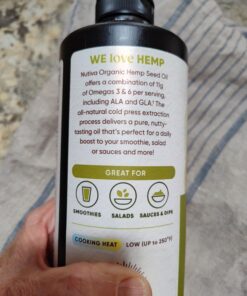 WE love HEMP
Nutiva Organic Hemp Seed Oil
offers a combination of 11g
of Omegas 3 & 6 per serving,
including ALA and GLA.† The
all-natural cold press extraction
process delivers a pure, nutty-
tasting oil that's perfect for a daily
boost to your smoothie, salad
or sauces and more!
GREAT FOR
SMOOTHIES SALADS SAUCES & DIPS
COOKING HEAT LOW (UP to 350°F)